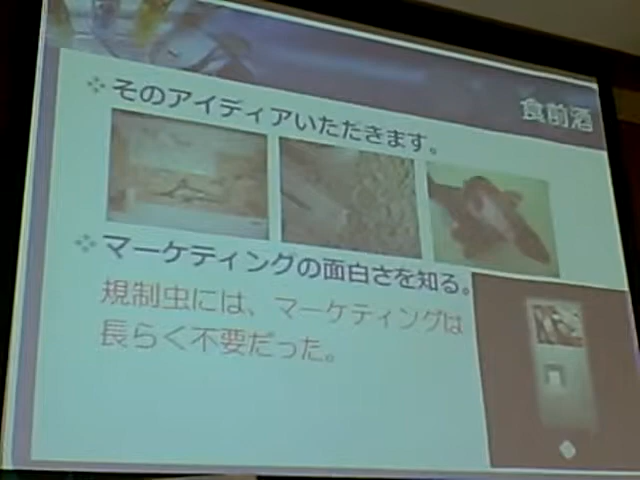 食前酒
そのアイディアいただきます。
マーケティングの面白さを知る。
規制虫には、マーケティングは
長らく不要だった。